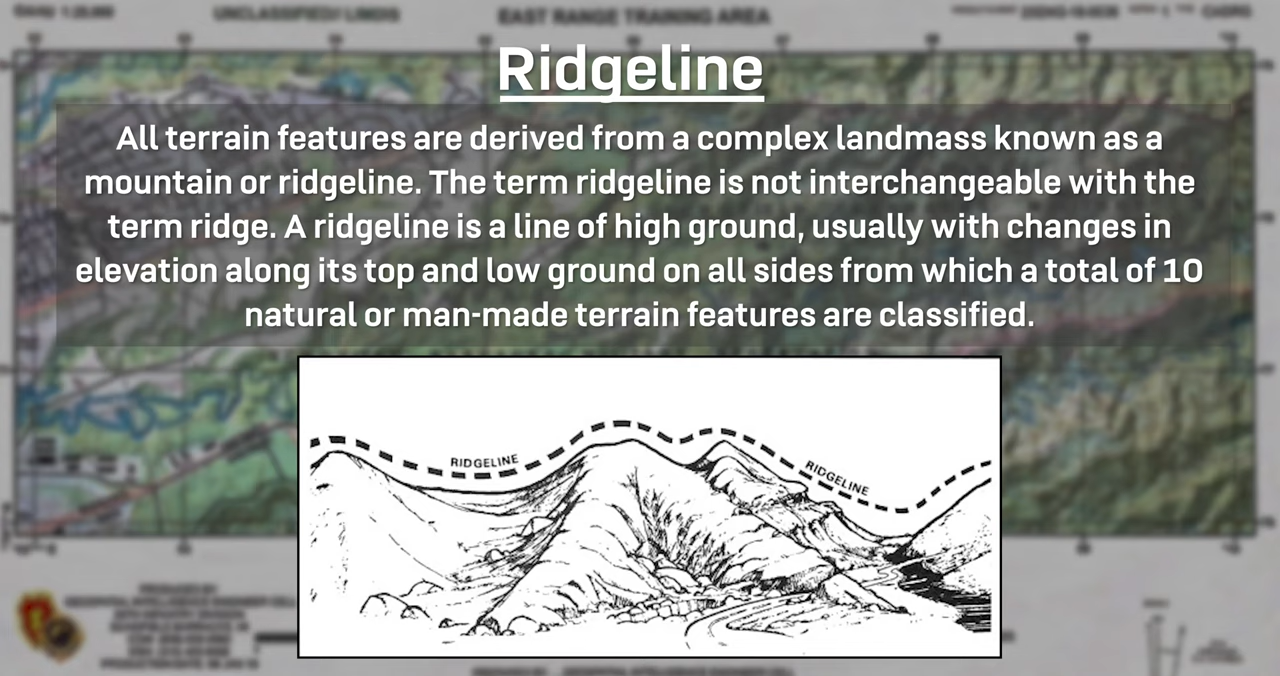 UNCLASSIFIED// LIMDIS
EAST RANGE TRAINING AREA
Ridgeline
All terrain features are derived from a complex landmass known as a
mountain or ridgeline. The term ridgeline is not interchangeable with the
term ridge. A ridgeline is a line of high ground, usually with changes in
elevation along its top and low ground on all sides from which a total of 10
natural or man-made terrain features are classified.
RIDGELINE
RIDGELINE